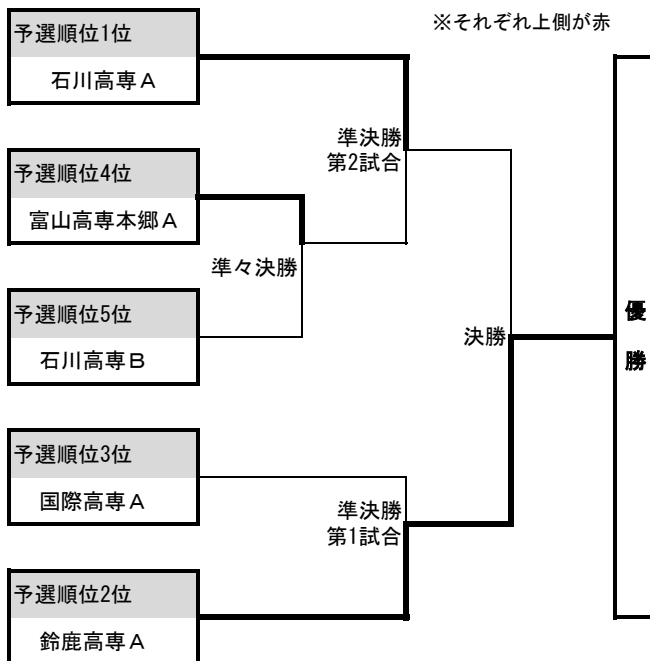 ※それぞれ上側が赤
予選順位1位
石川高専A
準決勝
第2試合
予選順位4位
富山高専本郷A
準々決勝
予選順位5位
石川高専B
決勝
優
勝
予選順位3位
国際高専A
準決勝
第1試合
予選順位2位
鈴鹿高専A